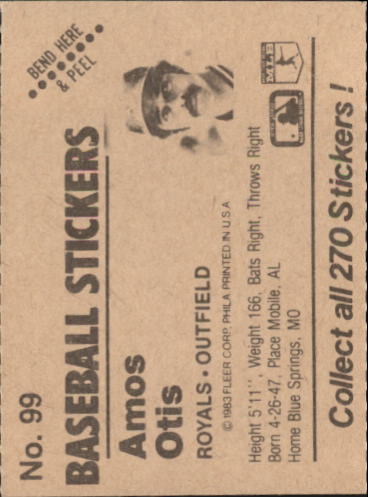 No. 99
BEND HERE
& PEEL
BASEBALL STICKERS
Amos
Otis
ROYALS • OUTFIELD
© 1983 FLEER CORP. PHILA PRINTED IN U.S.A
Height 5'11'', Weight 166, Bats Right, Throws Right
Born 4-26-47, Place Mobile, AL
Home Blue Springs, MO
Collect all 270 Stickers !